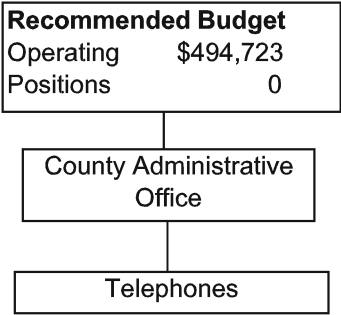 Recommended Budget
Operating $494,723
Positions 0
County Administrative
Office
Telephones